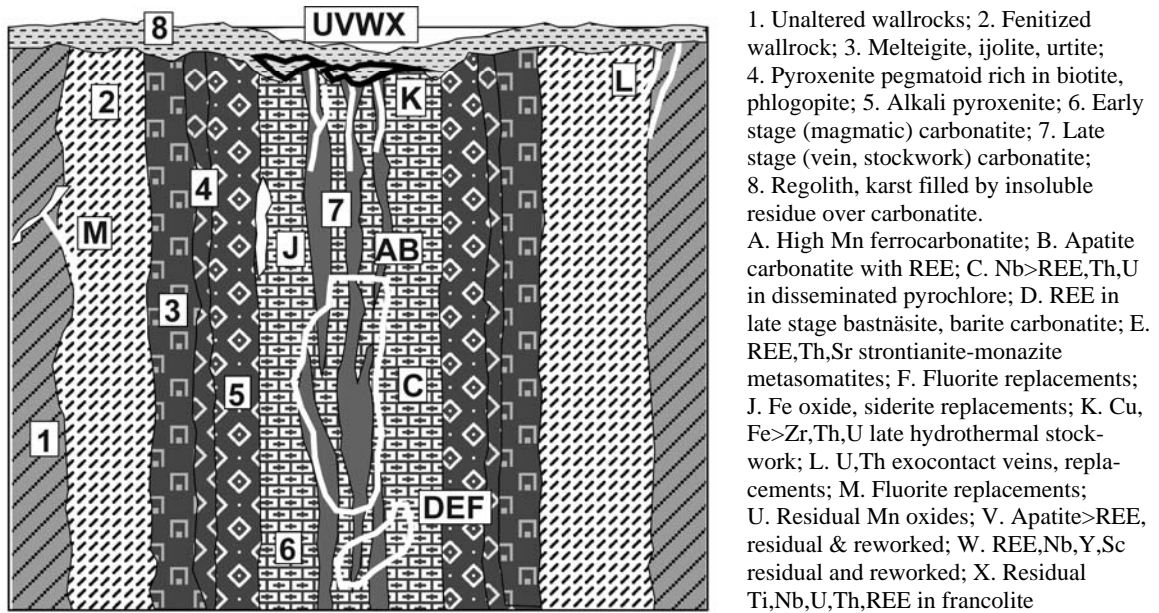 8
UVWX
2
4
L
K
7
M
J
AB
3
5
C
1
DEF
6
1. Unaltered wallrocks; 2. Fenitized
wallrock; 3. Melteigite, ijolite, urtite;
4. Pyroxenite pegmatoid rich in biotite,
phlogopite; 5. Alkali pyroxenite; 6. Early
stage (magmatic) carbonatite; 7. Late
stage (vein, stockwork) carbonatite;
8. Regolith, karst filled by insoluble
residue over carbonatite.
A. High Mn ferrocarbonatite; B. Apatite
carbonatite with REE; C. Nb>REE,Th,U
in disseminated pyrochlore; D. REE in
late stage bastnäsite, barite carbonatite; E.
REE,Th,Sr strontianite-monazite
metasomatites; F. Fluorite replacements;
J. Fe oxide, siderite replacements; K. Cu,
Fe>Zr,Th,U late hydrothermal stock-
work; L. U,Th exocontact veins, repla-
cements; M. Fluorite replacements;
U. Residual Mn oxides; V. Apatite>REE,
residual & reworked; W. REE,Nb,Y,Sc
residual and reworked; X. Residual
Ti,Nb,U,Th,REE in francolite